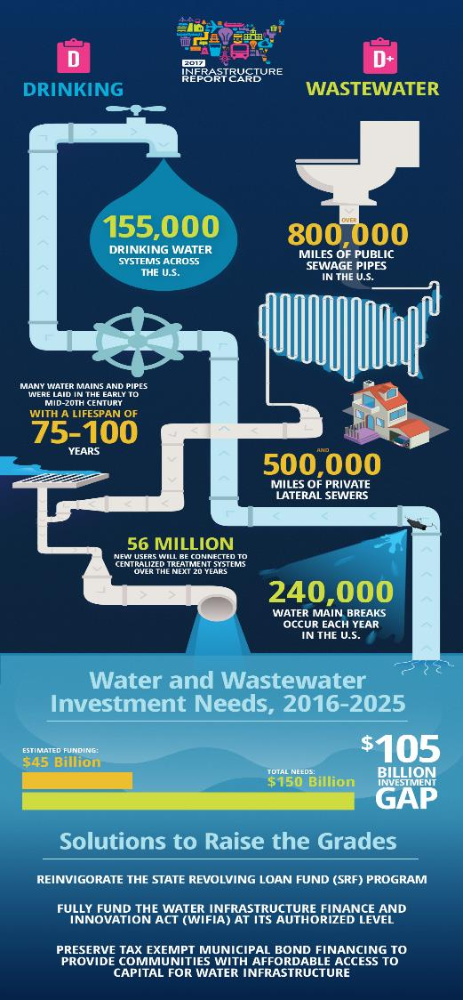 2017
INFRASTRUCTURE
REPORT CARD
D
DRINKING
D+
WASTEWATER
155,000
DRINKING WATER
SYSTEMS ACROSS
THE U.S.
OVER
800,000
MILES OF PUBLIC
SEWAGE PIPES
IN THE U.S.
MANY WATER MAINS AND PIPES
WERE LAID IN THE EARLY TO
MID-20TH CENTURY
WITH A LIFESPAN OF
75–100
YEARS
AND
500,000
MILES OF PRIVATE
LATERAL SEWERS
56 MILLION
NEW USERS WILL BE CONNECTED TO
CENTRALIZED TREATMENT SYSTEMS
OVER THE NEXT 20 YEARS
240,000
WATER MAIN BREAKS
OCCUR EACH YEAR
IN THE U.S.
Water and Wastewater
Investment Needs, 2016–2025
ESTIMATED FUNDING:
$45 Billion
TOTAL NEEDS:
$150 Billion
$105
BILLION
INVESTMENT
GAP
Solutions to Raise the Grades
REINVIGORATE THE STATE REVOLVING LOAN FUND (SRF) PROGRAM
FULLY FUND THE WATER INFRASTRUCTURE FINANCE AND
INNOVATION ACT (WIFIA) AT ITS AUTHORIZED LEVEL
PRESERVE TAX EXEMPT MUNICIPAL BOND FINANCING TO
PROVIDE COMMUNITIES WITH AFFORDABLE ACCESS TO
CAPITAL FOR WATER INFRASTRUCTURE